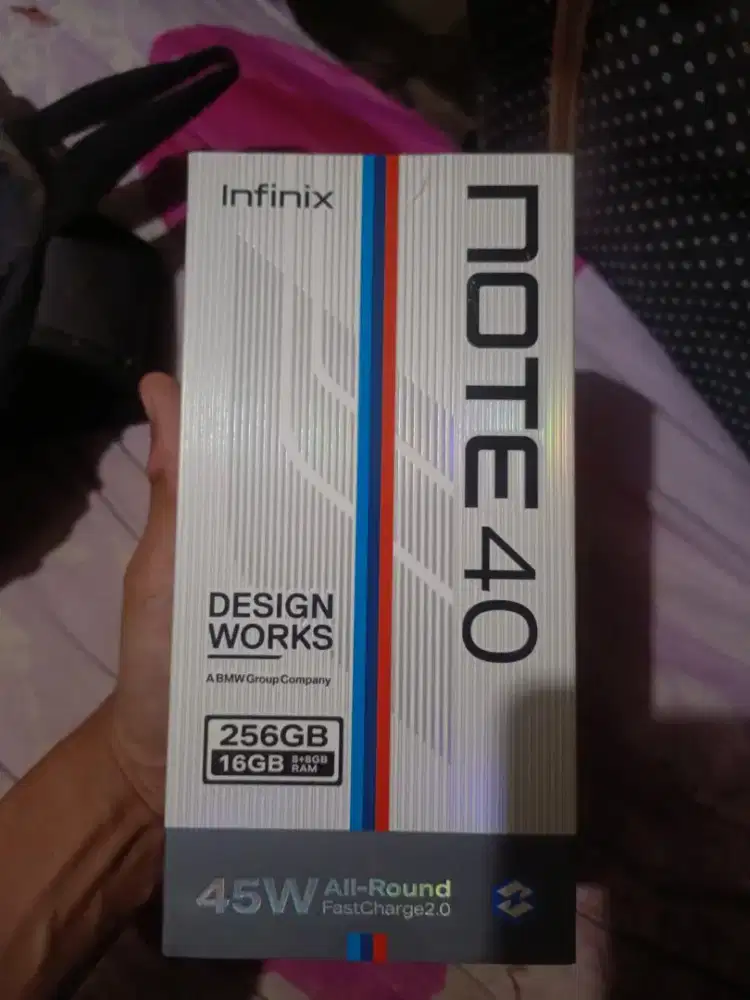 Infinix
NOTE 40
DESIGN
WORKS
A BMW Group Company
256GB
16GB 8+8GB
RAM
45W All-Round
FastCharge2.0